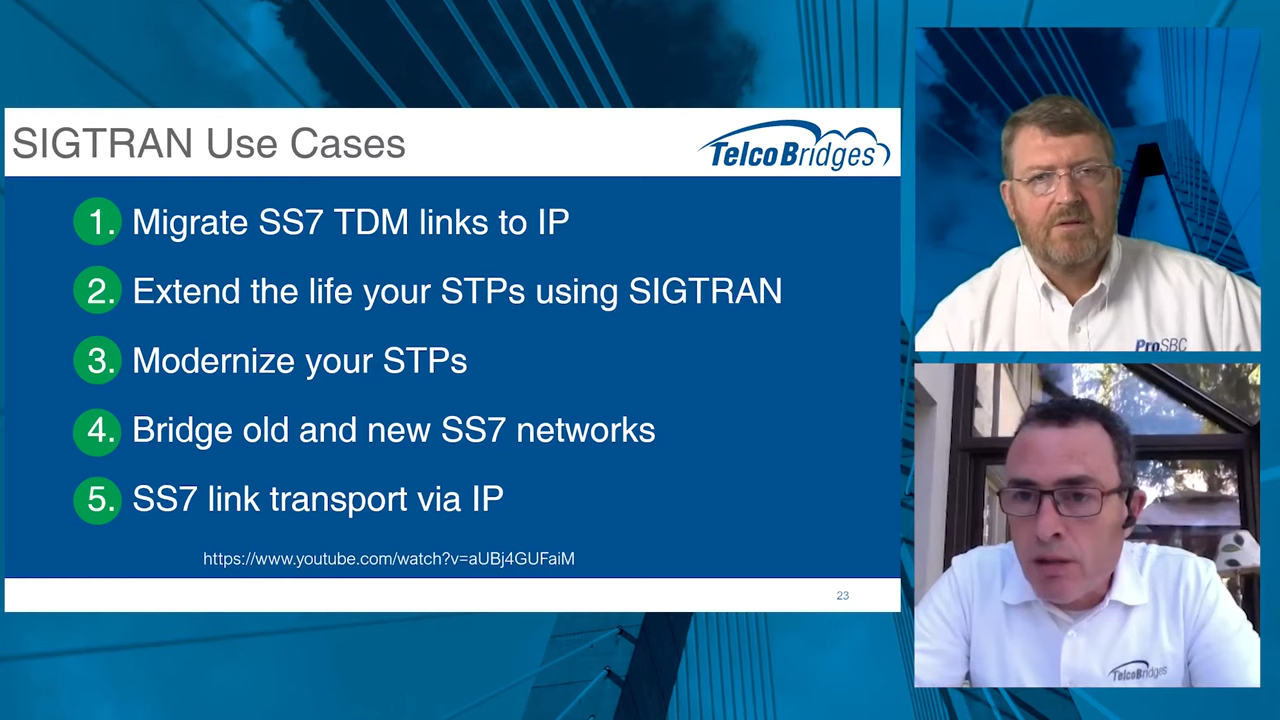 SIGTRAN Use Cases
TelcoBridges
1. Migrate SS7 TDM links to IP
2. Extend the life your STPs using SIGTRAN
3. Modernize your STPs
4. Bridge old and new SS7 networks
5. SS7 link transport via IP
https://www.youtube.com/watch?v=aUBj4GUFaiM
23
ProSBC
TelcoBridges